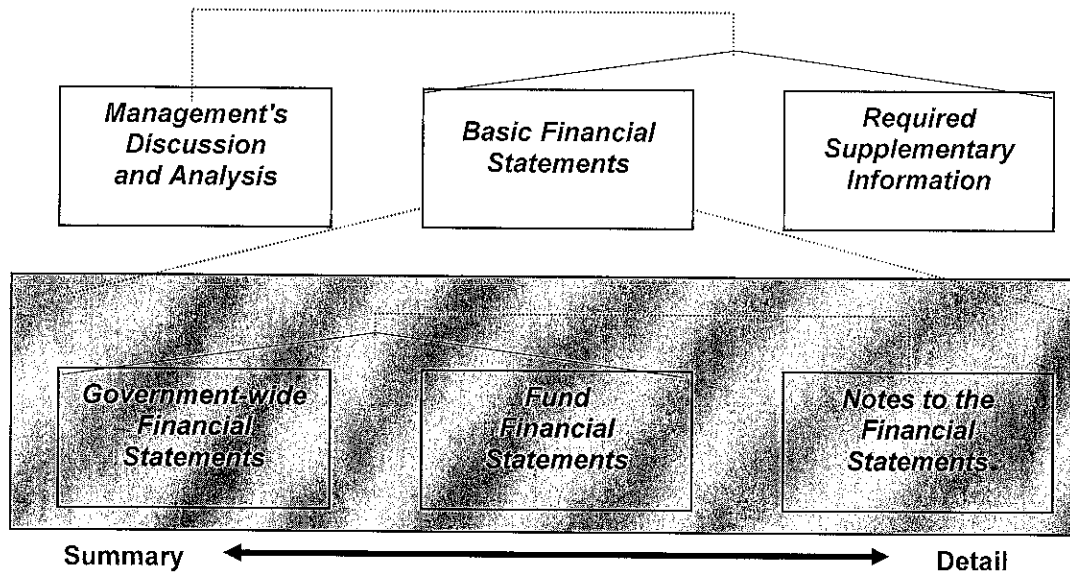 Management's
Discussion
and Analysis
Basic Financial
Statements
Required
Supplementary
Information
Government-wide
Financial
Statements
Fund
Financial
Statements
Notes to the
Financial
Statements
Summary
Detail